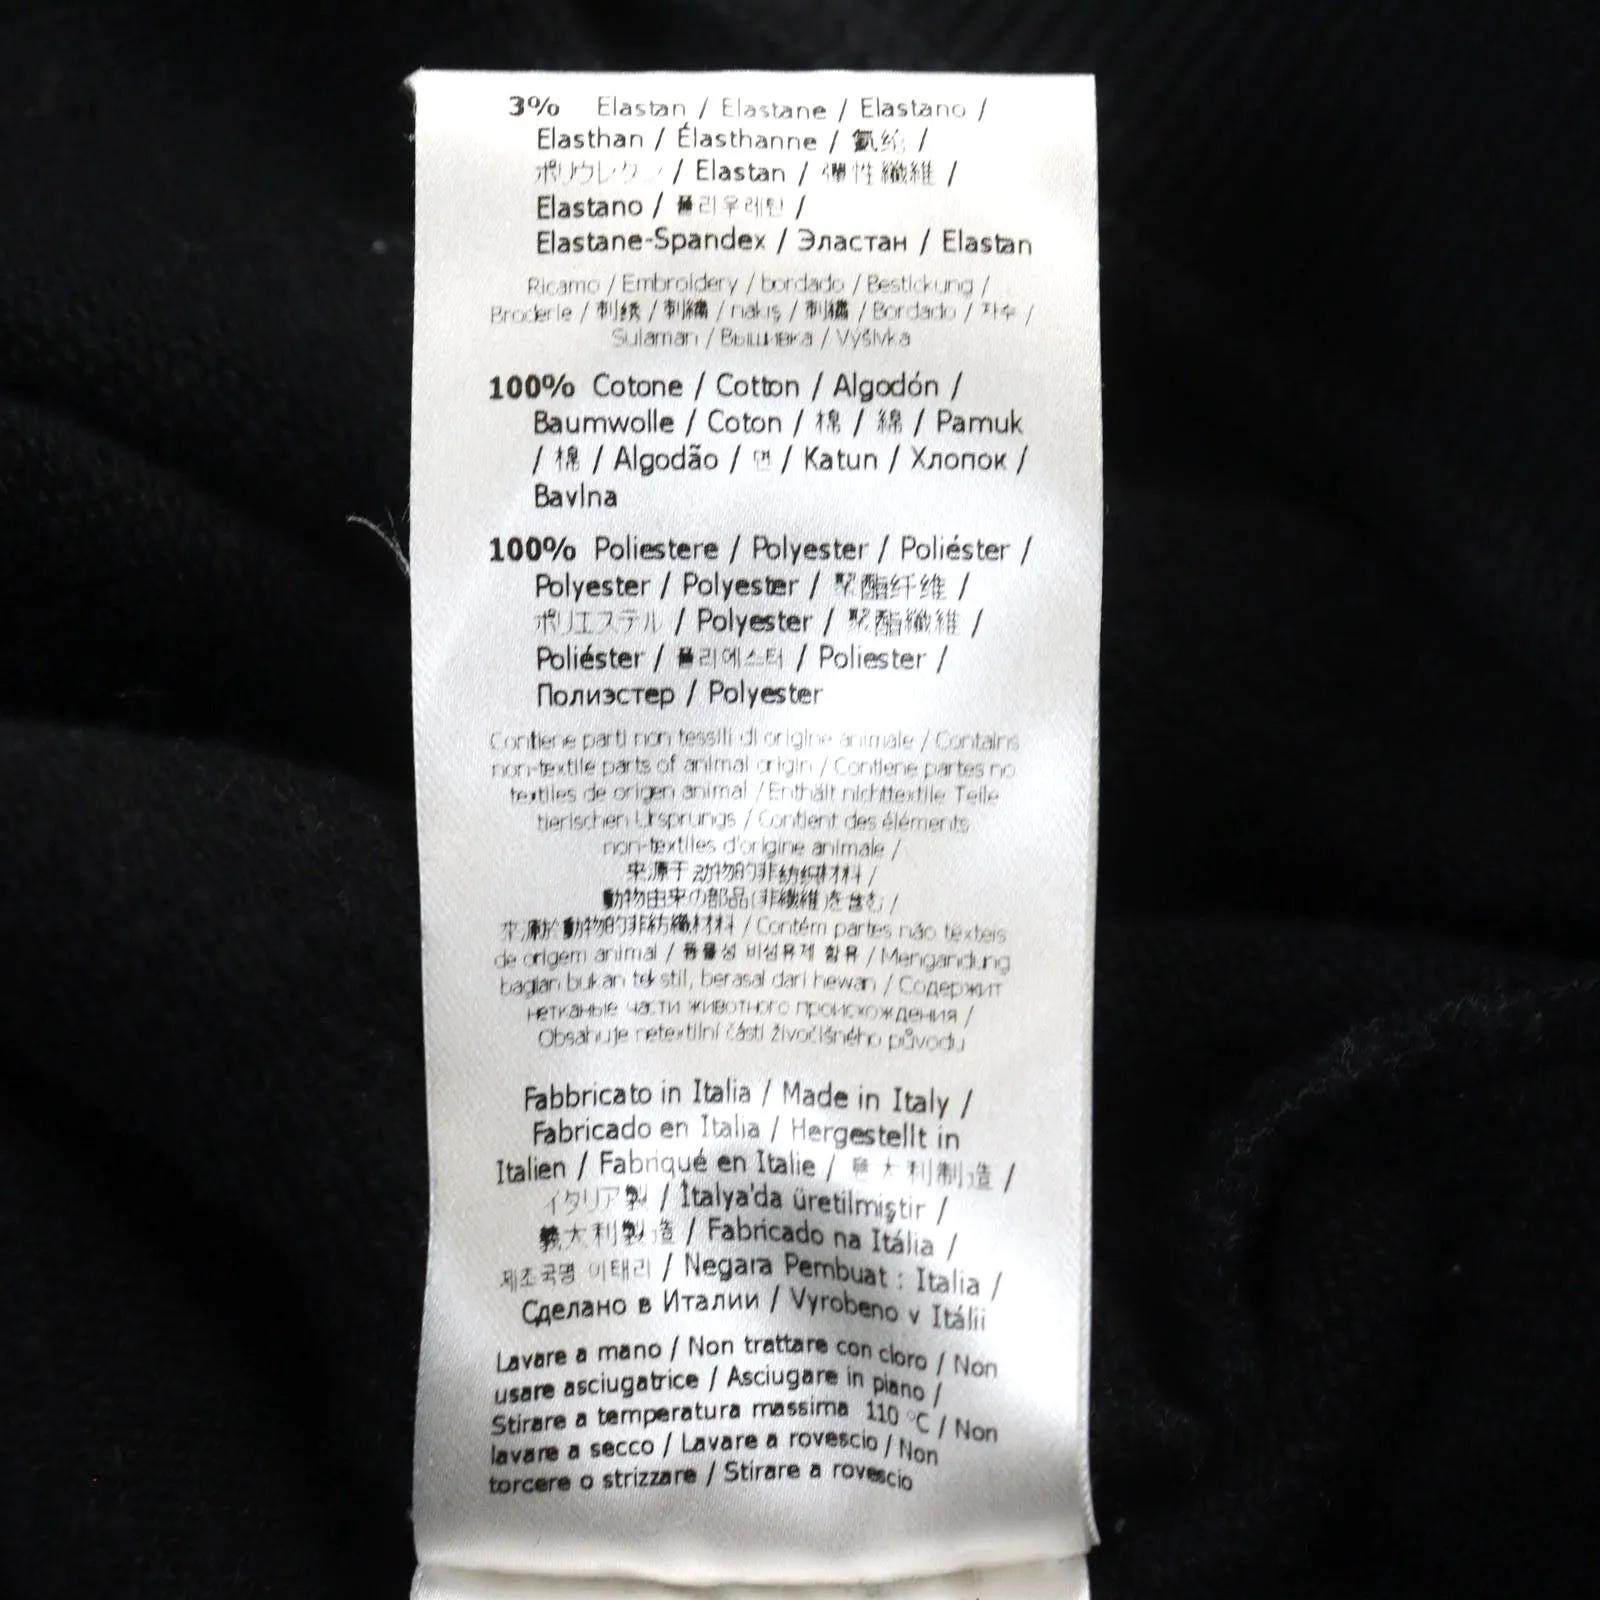 3% Elastan / Elastane / Elastano /
Elasthan / Élasthanne / 氨纶 /
ポリウレタン / Elastan / 彈性纖維 /
Elastano / 폴리우레탄 /
Elastane-Spandex / Эластан / Elastan
Ricamo / Embroidery / bordado / Bestickung /
Broderie / 刺绣 / 刺繍 / nakış / 刺繡 / Bordado / 자수 /
Sulaman / Вышивка / Výšivka
100% Cotone / Cotton / Algodón /
Baumwolle / Coton / 棉 / 綿 / Pamuk
/ 棉 / Algodão / 면 / Katun / Хлопок /
Bavlna
100% Poliestere / Polyester / Poliéster /
Polyester / Polyester / 聚酯纤维 /
ポリエステル / Polyester / 聚酯纖維 /
Poliéster / 폴리에스터 / Poliester /
Полиэстер / Polyester
Contiene parti non tessili di origine animale / Contains
non-textile parts of animal origin / Contiene partes no
textiles de origen animal / Enthält nichttextile Teile
tierischen Ursprungs / Contient des éléments
non-textiles d'origine animale /
来源于动物的非纺织材料 /
動物由来の部品(非繊維)を含む /
來源於動物的非紡織材料 / Contém partes não têxteis
de origem animal / 동물성 비섬유제 함유 / Mengandung
bagian bukan tekstil, berasal dari hewan / Содержит
нетканые части животного происхождения /
Obsahuje netextilní části živočišného původu
Fabbricato in Italia / Made in Italy /
Fabricado en Italia / Hergestellt in
Italien / Fabriqué en Italie / 意大利制造 /
イタリア製 / İtalya'da üretilmiştir /
義大利製造 / Fabricado na Itália /
제조국명 이태리 / Negara Pembuat : Italia /
Сделано в Италии / Vyrobeno v Itálii
Lavare a mano / Non trattare con cloro / Non
usare asciugatrice / Asciugare in piano /
Stirare a temperatura massima 110 °C / Non
lavare a secco / Lavare a rovescio / Non
torcere o strizzare / Stirare a rovescio